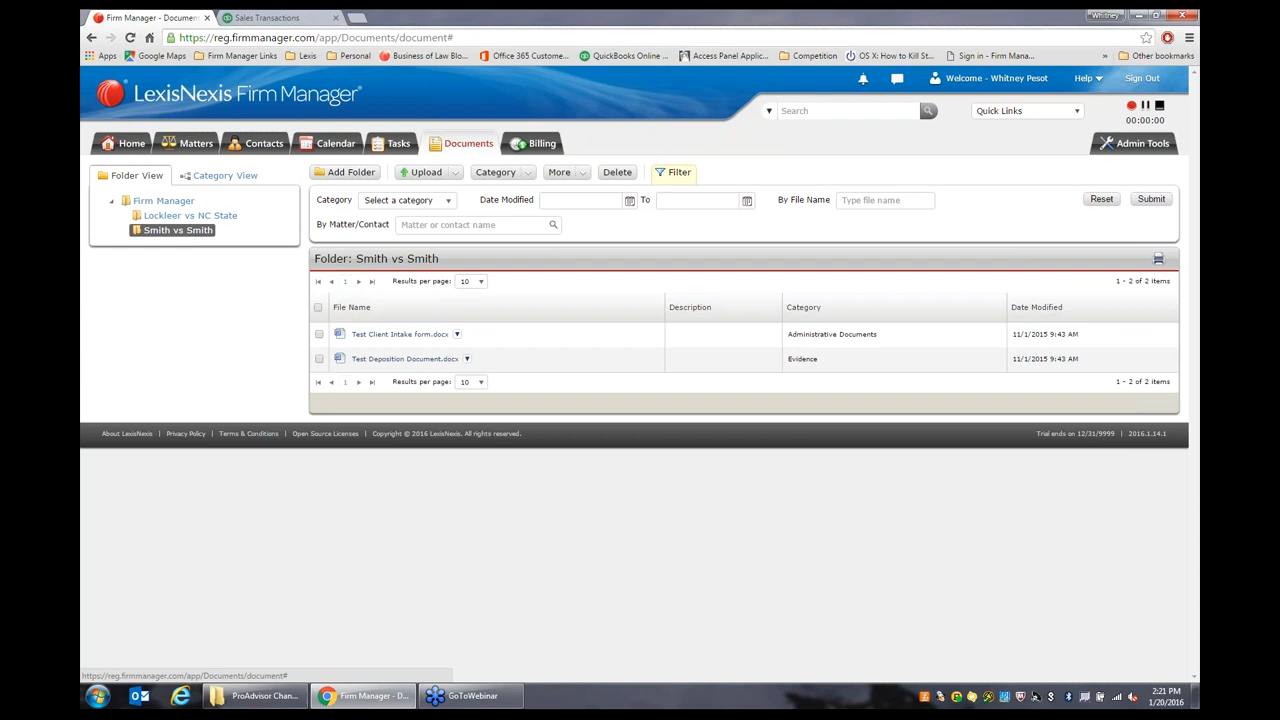 Firm Manager - Document
Sales Transactions
Whitney
https://reg.firmmanager.com/app/Documents/document#
Apps
Google Maps
Firm Manager Links
Lexis
Personal
Business of Law Blo...
Office 365 Custome...
QuickBooks Online ...
Access Panel Applic...
Competition
OS X: How to Kill St...
Sign in - Firm Mana...
»
Other bookmarks
LexisNexis Firm Manager®
Welcome - Whitney Pesot
Help
Sign Out
Search
Quick Links
00:00:00
Home
Matters
Contacts
Calendar
Tasks
Documents
Billing
Admin Tools
Folder View
Category View
Firm Manager
Lockleer vs NC State
Smith vs Smith
Add Folder
Upload
Category
More
Delete
Filter
Category
Select a category
Date Modified
To
By File Name
Type file name
Reset
Submit
By Matter/Contact
Matter or contact name
Folder: Smith vs Smith
1
Results per page:
10
1 - 2 of 2 items
File Name
Description
Category
Date Modified
Test Client Intake form.docx
Administrative Documents
11/1/2015 9:43 AM
Test Deposition Document.docx
Evidence
11/1/2015 9:43 AM
1
Results per page:
10
1 - 2 of 2 items
About LexisNexis | Privacy Policy | Terms & Conditions | Open Source Licenses | Copyright © 2016 LexisNexis. All rights reserved.
Trial ends on 12/31/9999 | 2016.1.14.1
https://reg.firmmanager.com/app/Documents/document#
ProAdvisor Chan...
Firm Manager - D...
GoToWebinar
2:21 PM
1/20/2016